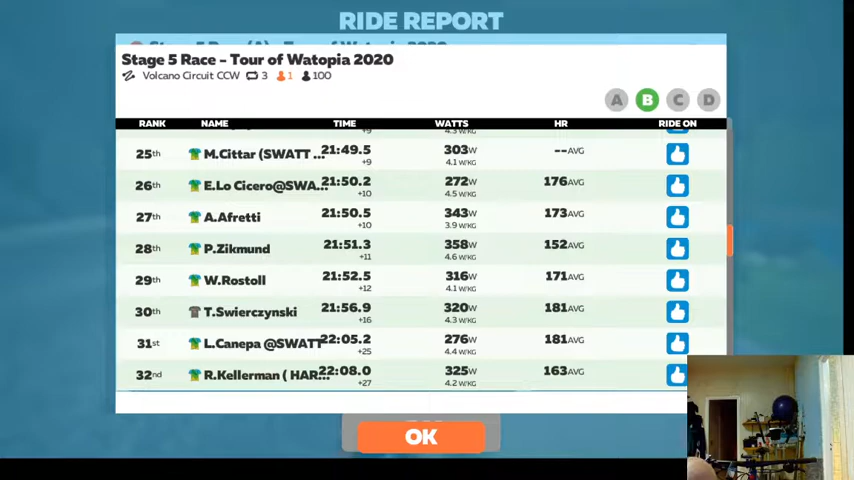 RIDE REPORT
Stage 5 Race – Tour of Watopia 2020
Volcano Circuit CCW 3 1 100
A B C D
RANK NAME TIME WATTS HR RIDE ON
+9 4.3 W/KG
25th M.Cittar (SWATT ... 21:49.5 303W --AVG
+9 4.1 W/KG
26th E.Lo Cicero@SWA... 21:50.2 272W 176AVG
+10 4.5 W/KG
27th A.Afretti 21:50.5 343W 173AVG
+10 3.9 W/KG
28th P.Zikmund 21:51.3 358W 152AVG
+11 4.6 W/KG
29th W.Rostoll 21:52.5 316W 171AVG
+12 4.1 W/KG
30th T.Swierczynski 21:56.9 320W 181AVG
+16 4.3 W/KG
31st L.Canepa @SWATT 22:05.2 276W 181AVG
+25 4.4 W/KG
32nd R.Kellerman ( HAR... 22:08.0 325W 163AVG
+27 4.2 W/KG
OK